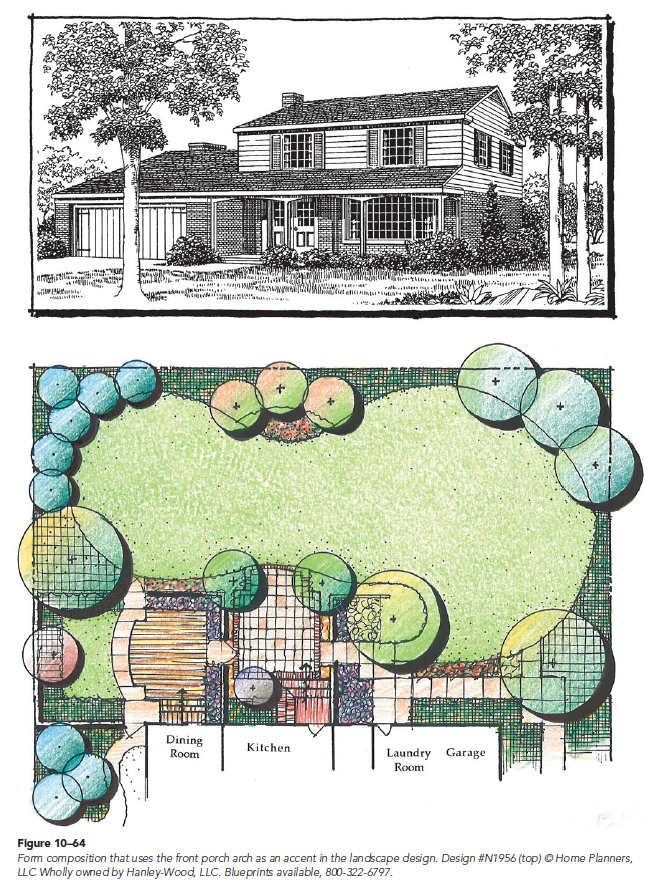 Dining
Room
Kitchen
Laundry
Room
Garage
Figure 10–64
Form composition that uses the front porch arch as an accent in the landscape design. Design #N1956 (top) © Home Planners,
LLC Wholly owned by Hanley-Wood, LLC. Blueprints available, 800-322-6797.